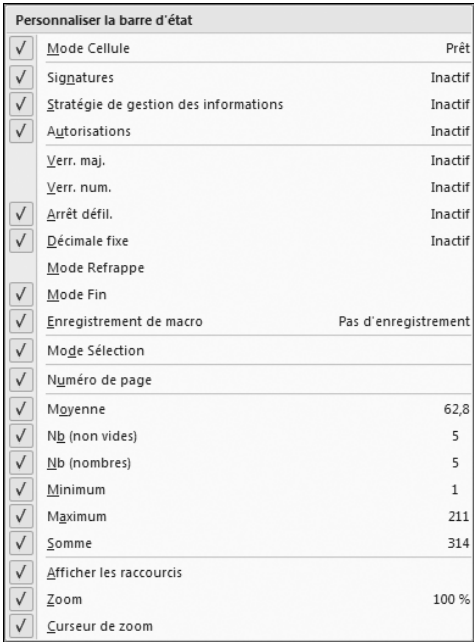 Personnaliser la barre d'état
Mode Cellule Prêt
Signatures Inactif
Stratégie de gestion des informations Inactif
Autorisations Inactif
Verr. maj. Inactif
Verr. num. Inactif
Arrêt défil. Inactif
Décimale fixe Inactif
Mode Refrappe
Mode Fin
Enregistrement de macro Pas d'enregistrement
Mode Sélection
Numéro de page
Moyenne 62,8
Nb (non vides) 5
Nb (nombres) 5
Minimum 1
Maximum 211
Somme 314
Afficher les raccourcis
Zoom 100 %
Curseur de zoom